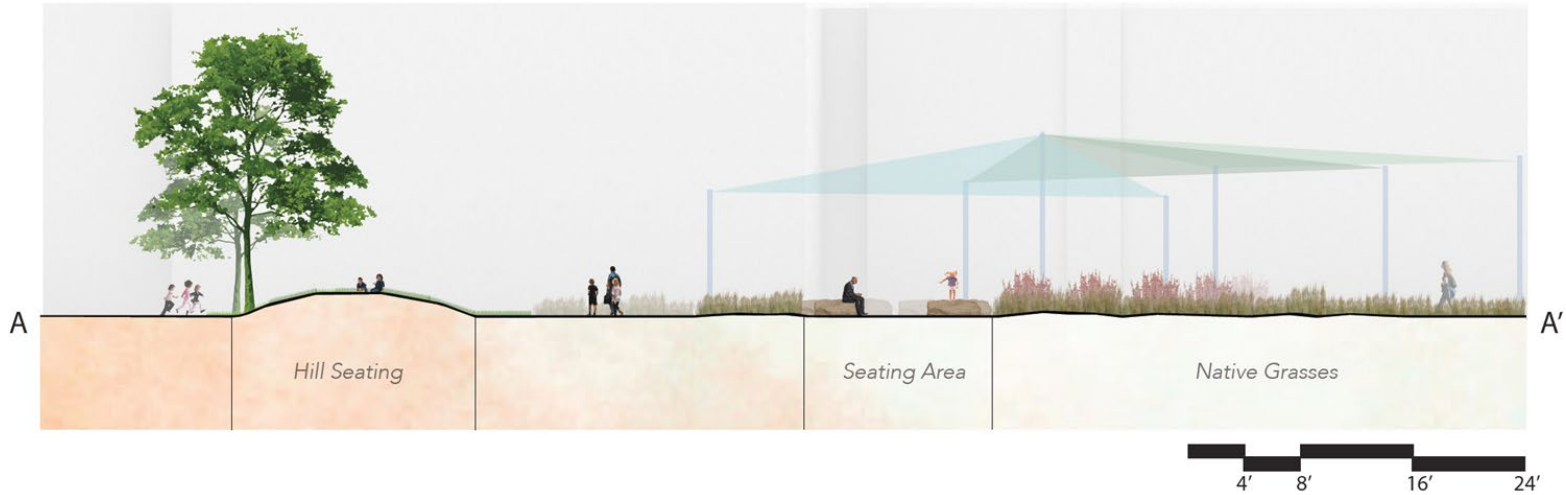 A
A’
Hill Seating
Seating Area
Native Grasses
4’ 8’ 16’ 24’